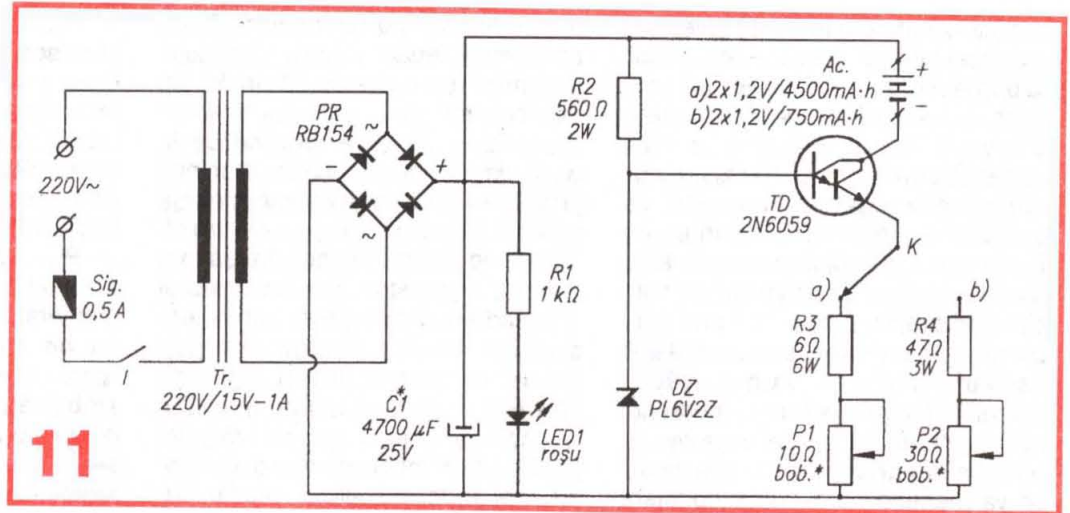 220V~
Sig.
0,5A
I
Tr.
220V/15V-1A
PR
RB154
~
-
+
~
C1*
4700 µF
25V
R1
1 kΩ
LED1
roşu
R2
560 Ω
2W
DZ
PL6V2Z
Ac.
a)2x1,2V/4500mA·h
b)2x1,2V/750mA·h
+
−
TD
2N6059
K
a)
b)
R3
6Ω
6W
R4
47Ω
3W
P1
10Ω
bob.*
P2
30Ω
bob.*
11